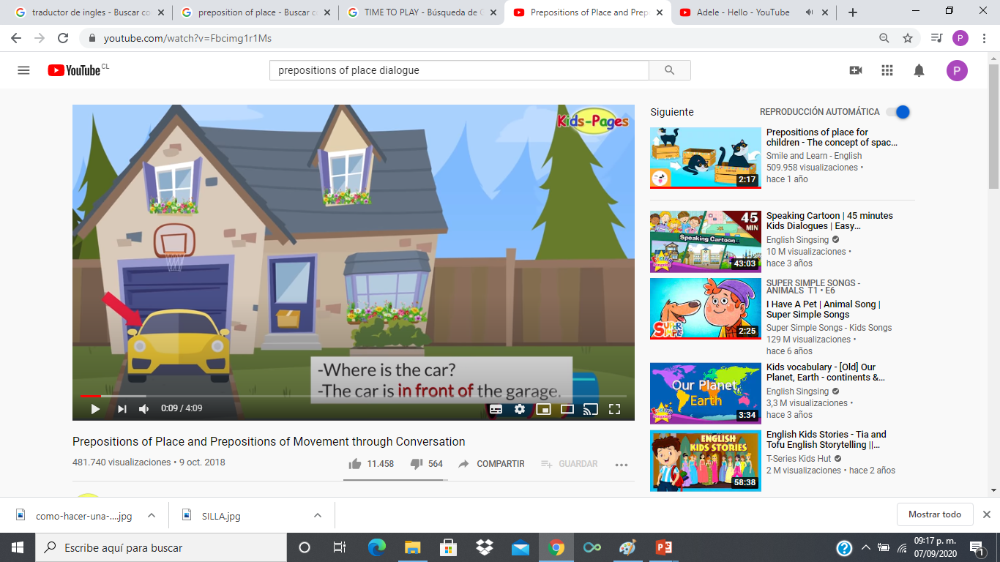 traductor de ingles - Buscar co
preposition of place - Buscar c
TIME TO PLAY - Búsqueda de G
Prepositions of Place and Prep
Adele - Hello - YouTube
youtube.com/watch?v=Fbcimg1r1Ms
P
YouTube CL
prepositions of place dialogue
P
Kids-Pages
-Where is the car?
-The car is in front of the garage.
0:09 / 4:09
Prepositions of Place and Prepositions of Movement through Conversation
481.740 visualizaciones • 9 oct. 2018
11.458
564
COMPARTIR
GUARDAR
Siguiente
REPRODUCCIÓN AUTOMÁTICA
2:17
Prepositions of place for
children - The concept of spac...
Smile and Learn - English
509.958 visualizaciones •
hace 1 año
45
MIN
Speaking Cartoon
43:03
Speaking Cartoon | 45 minutes
Kids Dialogues | Easy...
English Singsing
10 M visualizaciones •
hace 3 años
SUPER
SIMPLE
2:25
SUPER SIMPLE SONGS -
ANIMALS T1 • E6
I Have A Pet | Animal Song |
Super Simple Songs
Super Simple Songs - Kids Songs
129 M visualizaciones •
hace 6 años
Our Planet,
Earth
3:34
Kids vocabulary - [Old] Our
Planet, Earth - continents &...
English Singsing
3,3 M visualizaciones •
hace 3 años
ENGLISH
KIDS STORIES
58:38
English Kids Stories - Tia and
Tofu English Storytelling ||...
T-Series Kids Hut
2 M visualizaciones • hace 2 años
como-hacer-una-....jpg
SILLA.jpg
Mostrar todo
Escribe aquí para buscar
09:17 p. m.
07/09/2020
1